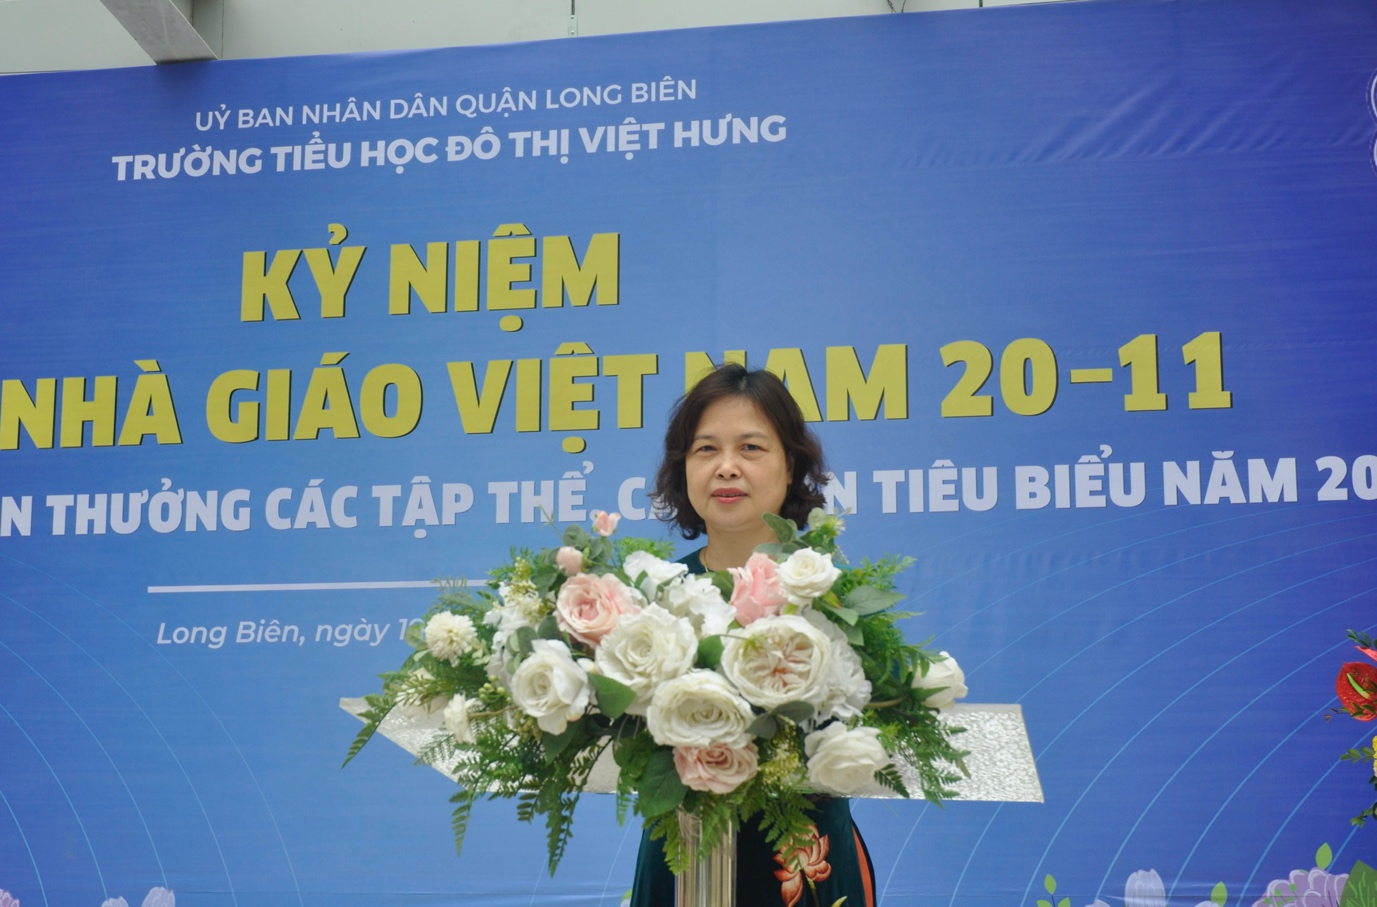 UỶ BAN NHÂN DÂN QUẬN LONG BIÊN
TRƯỜNG TIỂU HỌC ĐÔ THỊ VIỆT HƯNG
KỶ NIỆM
NHÀ GIÁO VIỆT NAM 20-11
THƯỞNG CÁC TẬP THỂ, TIÊU BIỂU NĂM
Long Biên, ngày